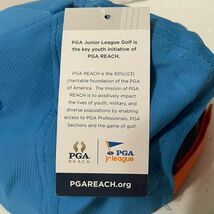 PGA Junior League Golf is
the key youth initiative of
PGA REACH.
PGA REACH is the 501(c)(3)
charitable foundation of the PGA
of America. The mission of PGA
REACH is to positively impact
the lives of youth, military, and
diverse populations by enabling
access to PGA Professionals, PGA
Sections and the game of golf.
PGA
REACH
PGA
jr.league
PGAREACH.org